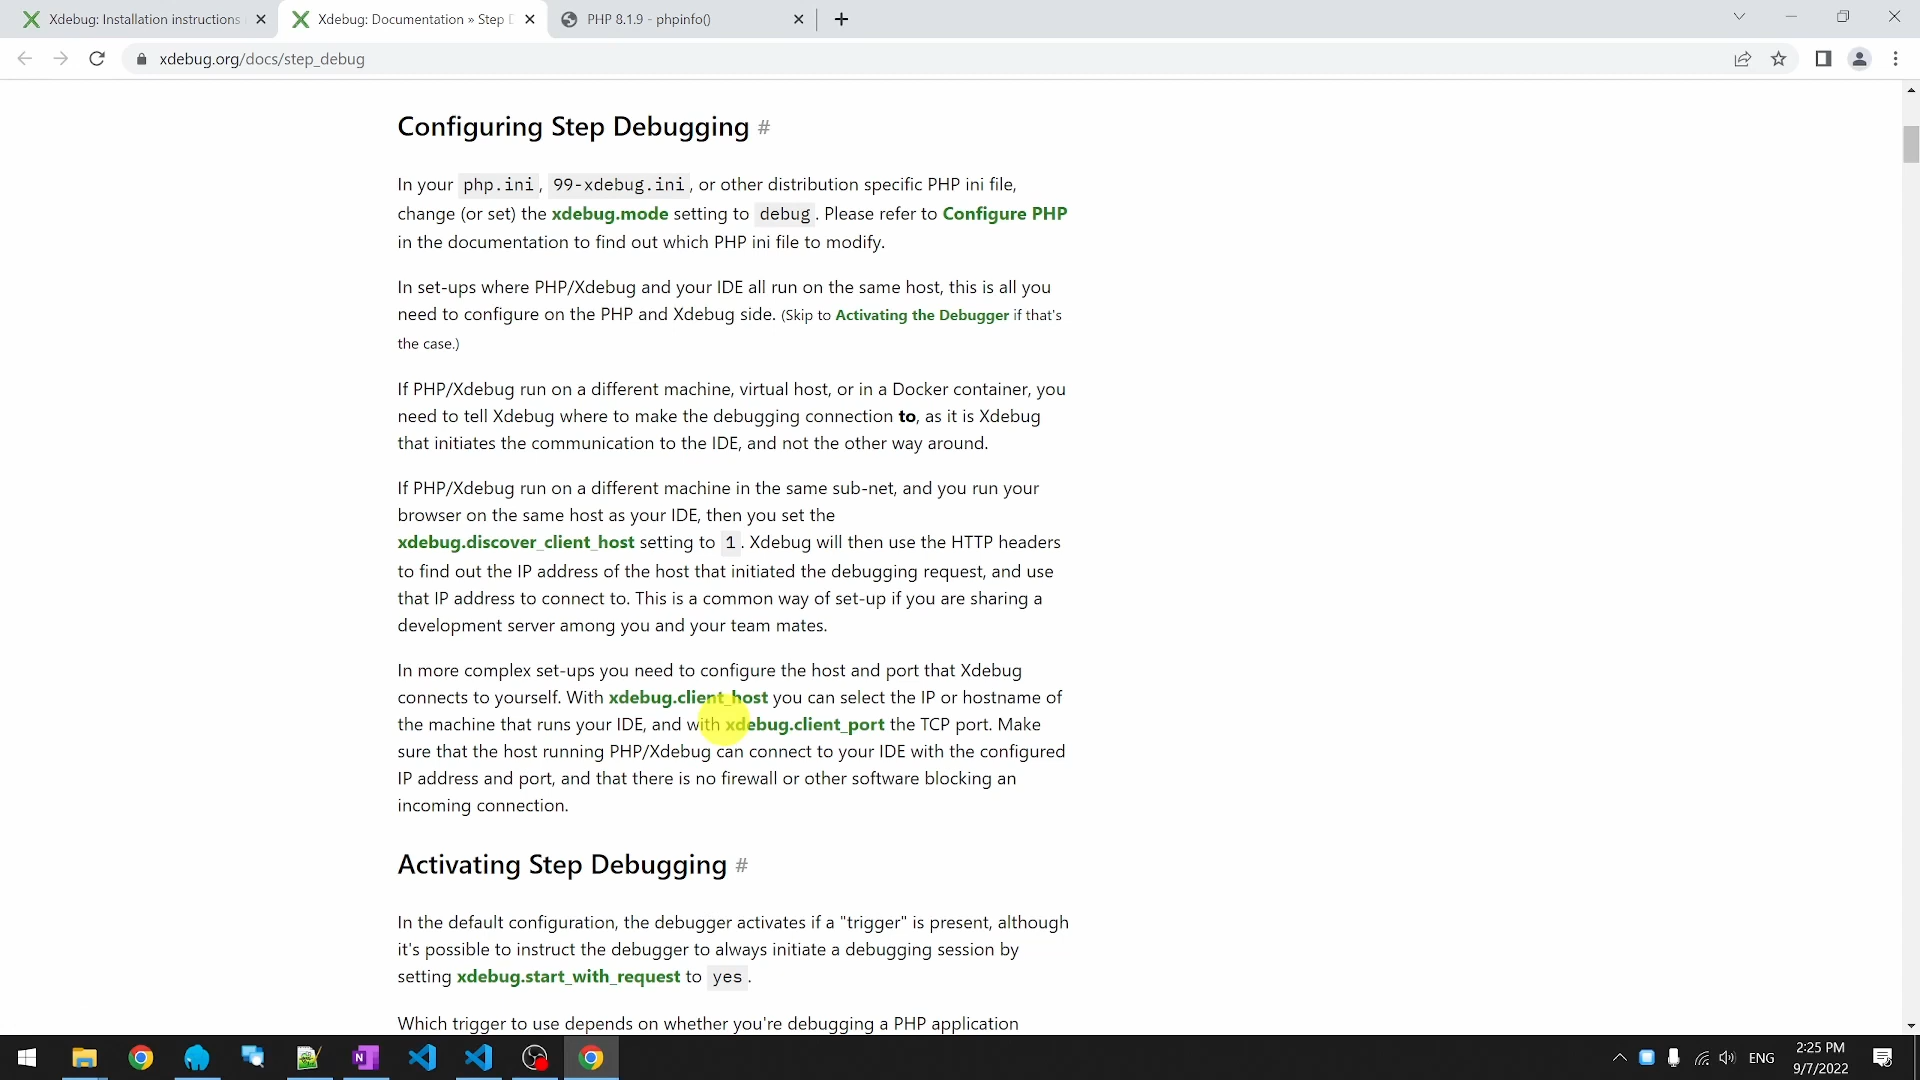 Xdebug: Installation instructions
Xdebug: Documentation » Step D
PHP 8.1.9 - phpinfo()
xdebug.org/docs/step_debug
Configuring Step Debugging #
In your php.ini, 99-xdebug.ini, or other distribution specific PHP ini file,
change (or set) the xdebug.mode setting to debug. Please refer to Configure PHP
in the documentation to find out which PHP ini file to modify.
In set-ups where PHP/Xdebug and your IDE all run on the same host, this is all you
need to configure on the PHP and Xdebug side. (Skip to Activating the Debugger if that's
the case.)
If PHP/Xdebug run on a different machine, virtual host, or in a Docker container, you
need to tell Xdebug where to make the debugging connection to, as it is Xdebug
that initiates the communication to the IDE, and not the other way around.
If PHP/Xdebug run on a different machine in the same sub-net, and you run your
browser on the same host as your IDE, then you set the
xdebug.discover_client_host setting to 1. Xdebug will then use the HTTP headers
to find out the IP address of the host that initiated the debugging request, and use
that IP address to connect to. This is a common way of set-up if you are sharing a
development server among you and your team mates.
In more complex set-ups you need to configure the host and port that Xdebug
connects to yourself. With xdebug.client_host you can select the IP or hostname of
the machine that runs your IDE, and with xdebug.client_port the TCP port. Make
sure that the host running PHP/Xdebug can connect to your IDE with the configured
IP address and port, and that there is no firewall or other software blocking an
incoming connection.
Activating Step Debugging #
In the default configuration, the debugger activates if a "trigger" is present, although
it's possible to instruct the debugger to always initiate a debugging session by
setting xdebug.start_with_request to yes.
Which trigger to use depends on whether you're debugging a PHP application
ENG
2:25 PM
9/7/2022